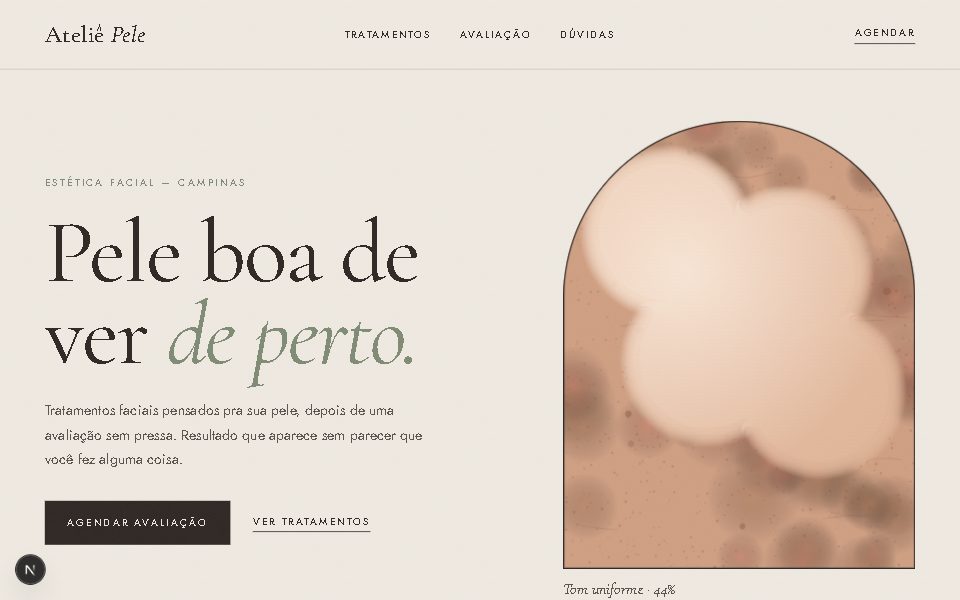 Ateliê Pele
TRATAMENTOS AVALIAÇÃO DÚVIDAS
AGENDAR
ESTÉTICA FACIAL — CAMPINAS
Pele boa de
ver de perto.
Tratamentos faciais pensados pra sua pele, depois de uma
avaliação sem pressa. Resultado que aparece sem parecer que
você fez alguma coisa.
AGENDAR AVALIAÇÃO
VER TRATAMENTOS
N
Tom uniforme · 44%